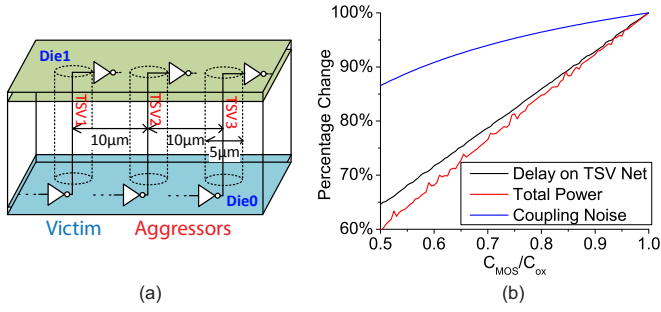 Die1
TSV1
TSV2
TSV3
10μm
10μm
5μm
Die0
Victim
Aggressors
(a)
Percentage Change
100%
90%
80%
70%
60%
Delay on TSV Net
Total Power
Coupling Noise
0.5 0.6 0.7 0.8 0.9 1.0
C_MOS/C_ox
(b)